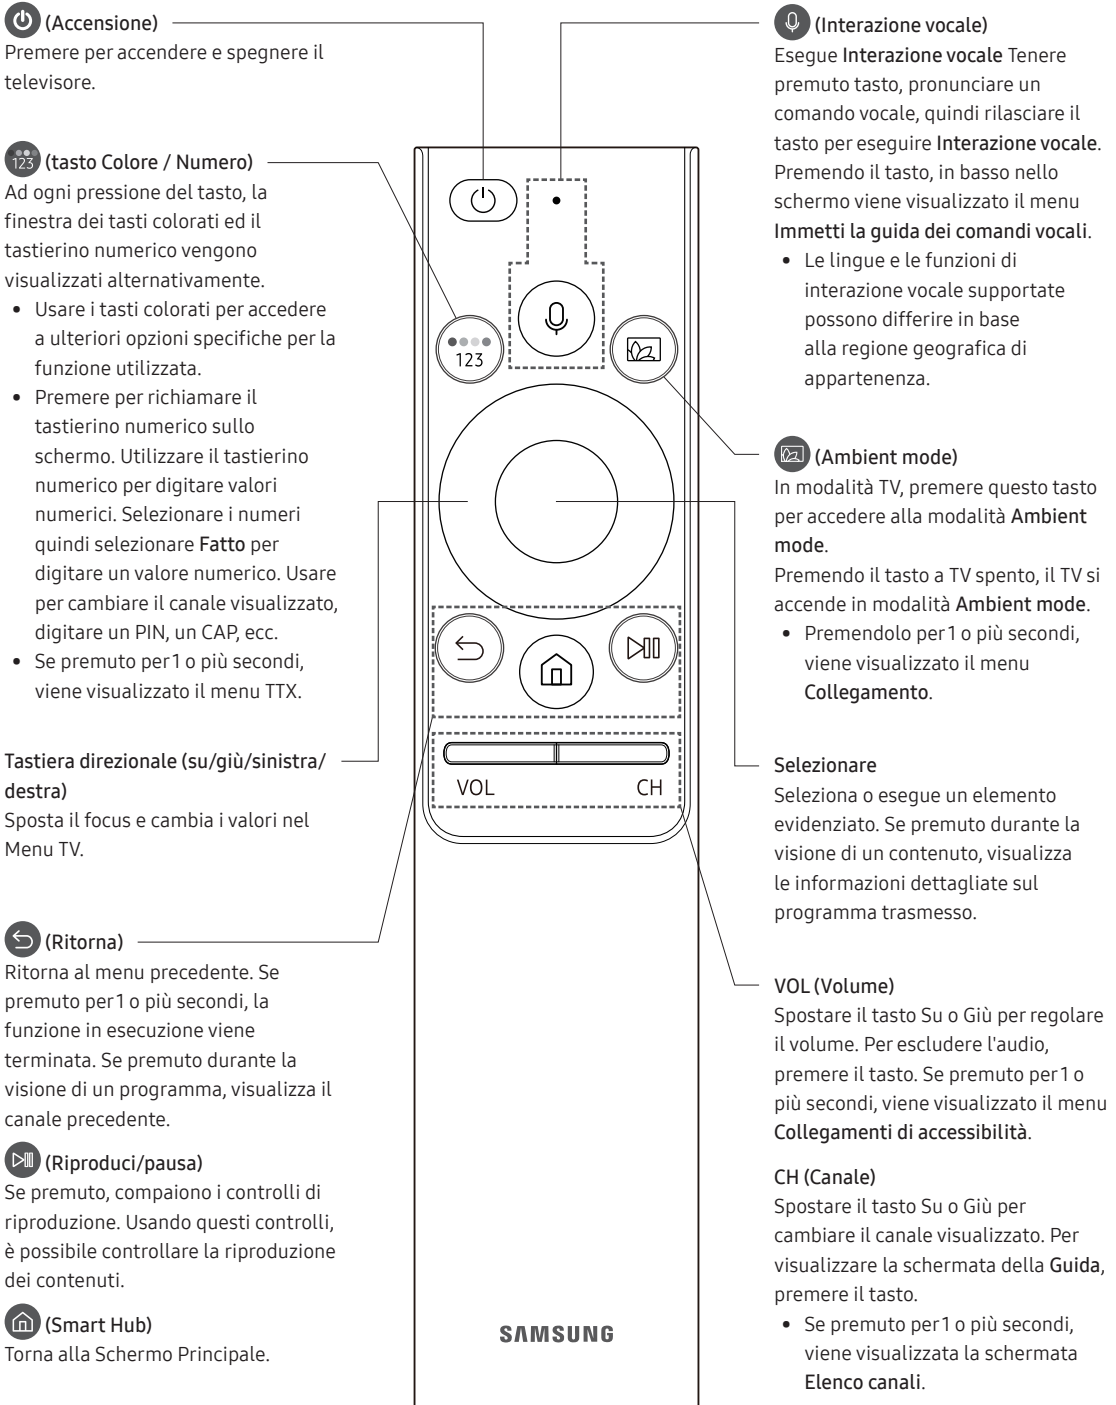 (Accensione)
Premere per accendere e spegnere il
televisore.
123 (tasto Colore / Numero)
Ad ogni pressione del tasto, la
finestra dei tasti colorati ed il
tastierino numerico vengono
visualizzati alternativamente.
• Usare i tasti colorati per accedere
a ulteriori opzioni specifiche per la
funzione utilizzata.
• Premere per richiamare il
tastierino numerico sullo
schermo. Utilizzare il tastierino
numerico per digitare valori
numerici. Selezionare i numeri
quindi selezionare Fatto per
digitare un valore numerico. Usare
per cambiare il canale visualizzato,
digitare un PIN, un CAP, ecc.
• Se premuto per 1 o più secondi,
viene visualizzato il menu TTX.
Tastiera direzionale (su/giù/sinistra/
destra)
Sposta il focus e cambia i valori nel
Menu TV.
(Ritorna)
Ritorna al menu precedente. Se
premuto per 1 o più secondi, la
funzione in esecuzione viene
terminata. Se premuto durante la
visione di un programma, visualizza il
canale precedente.
(Riproduci/pausa)
Se premuto, compaiono i controlli di
riproduzione. Usando questi controlli,
è possibile controllare la riproduzione
dei contenuti.
(Smart Hub)
Torna alla Schermo Principale.
123
VOL CH
SAMSUNG
(Interazione vocale)
Esegue Interazione vocale Tenere
premuto tasto, pronunciare un
comando vocale, quindi rilasciare il
tasto per eseguire Interazione vocale.
Premendo il tasto, in basso nello
schermo viene visualizzato il menu
Immetti la guida dei comandi vocali.
• Le lingue e le funzioni di
interazione vocale supportate
possono differire in base
alla regione geografica di
appartenenza.
(Ambient mode)
In modalità TV, premere questo tasto
per accedere alla modalità Ambient
mode.
Premendo il tasto a TV spento, il TV si
accende in modalità Ambient mode.
• Premendolo per 1 o più secondi,
viene visualizzato il menu
Collegamento.
Selezionare
Seleziona o esegue un elemento
evidenziato. Se premuto durante la
visione di un contenuto, visualizza
le informazioni dettagliate sul
programma trasmesso.
VOL (Volume)
Spostare il tasto Su o Giù per regolare
il volume. Per escludere l'audio,
premere il tasto. Se premuto per 1 o
più secondi, viene visualizzato il menu
Collegamenti di accessibilità.
CH (Canale)
Spostare il tasto Su o Giù per
cambiare il canale visualizzato. Per
visualizzare la schermata della Guida,
premere il tasto.
• Se premuto per 1 o più secondi,
viene visualizzata la schermata
Elenco canali.